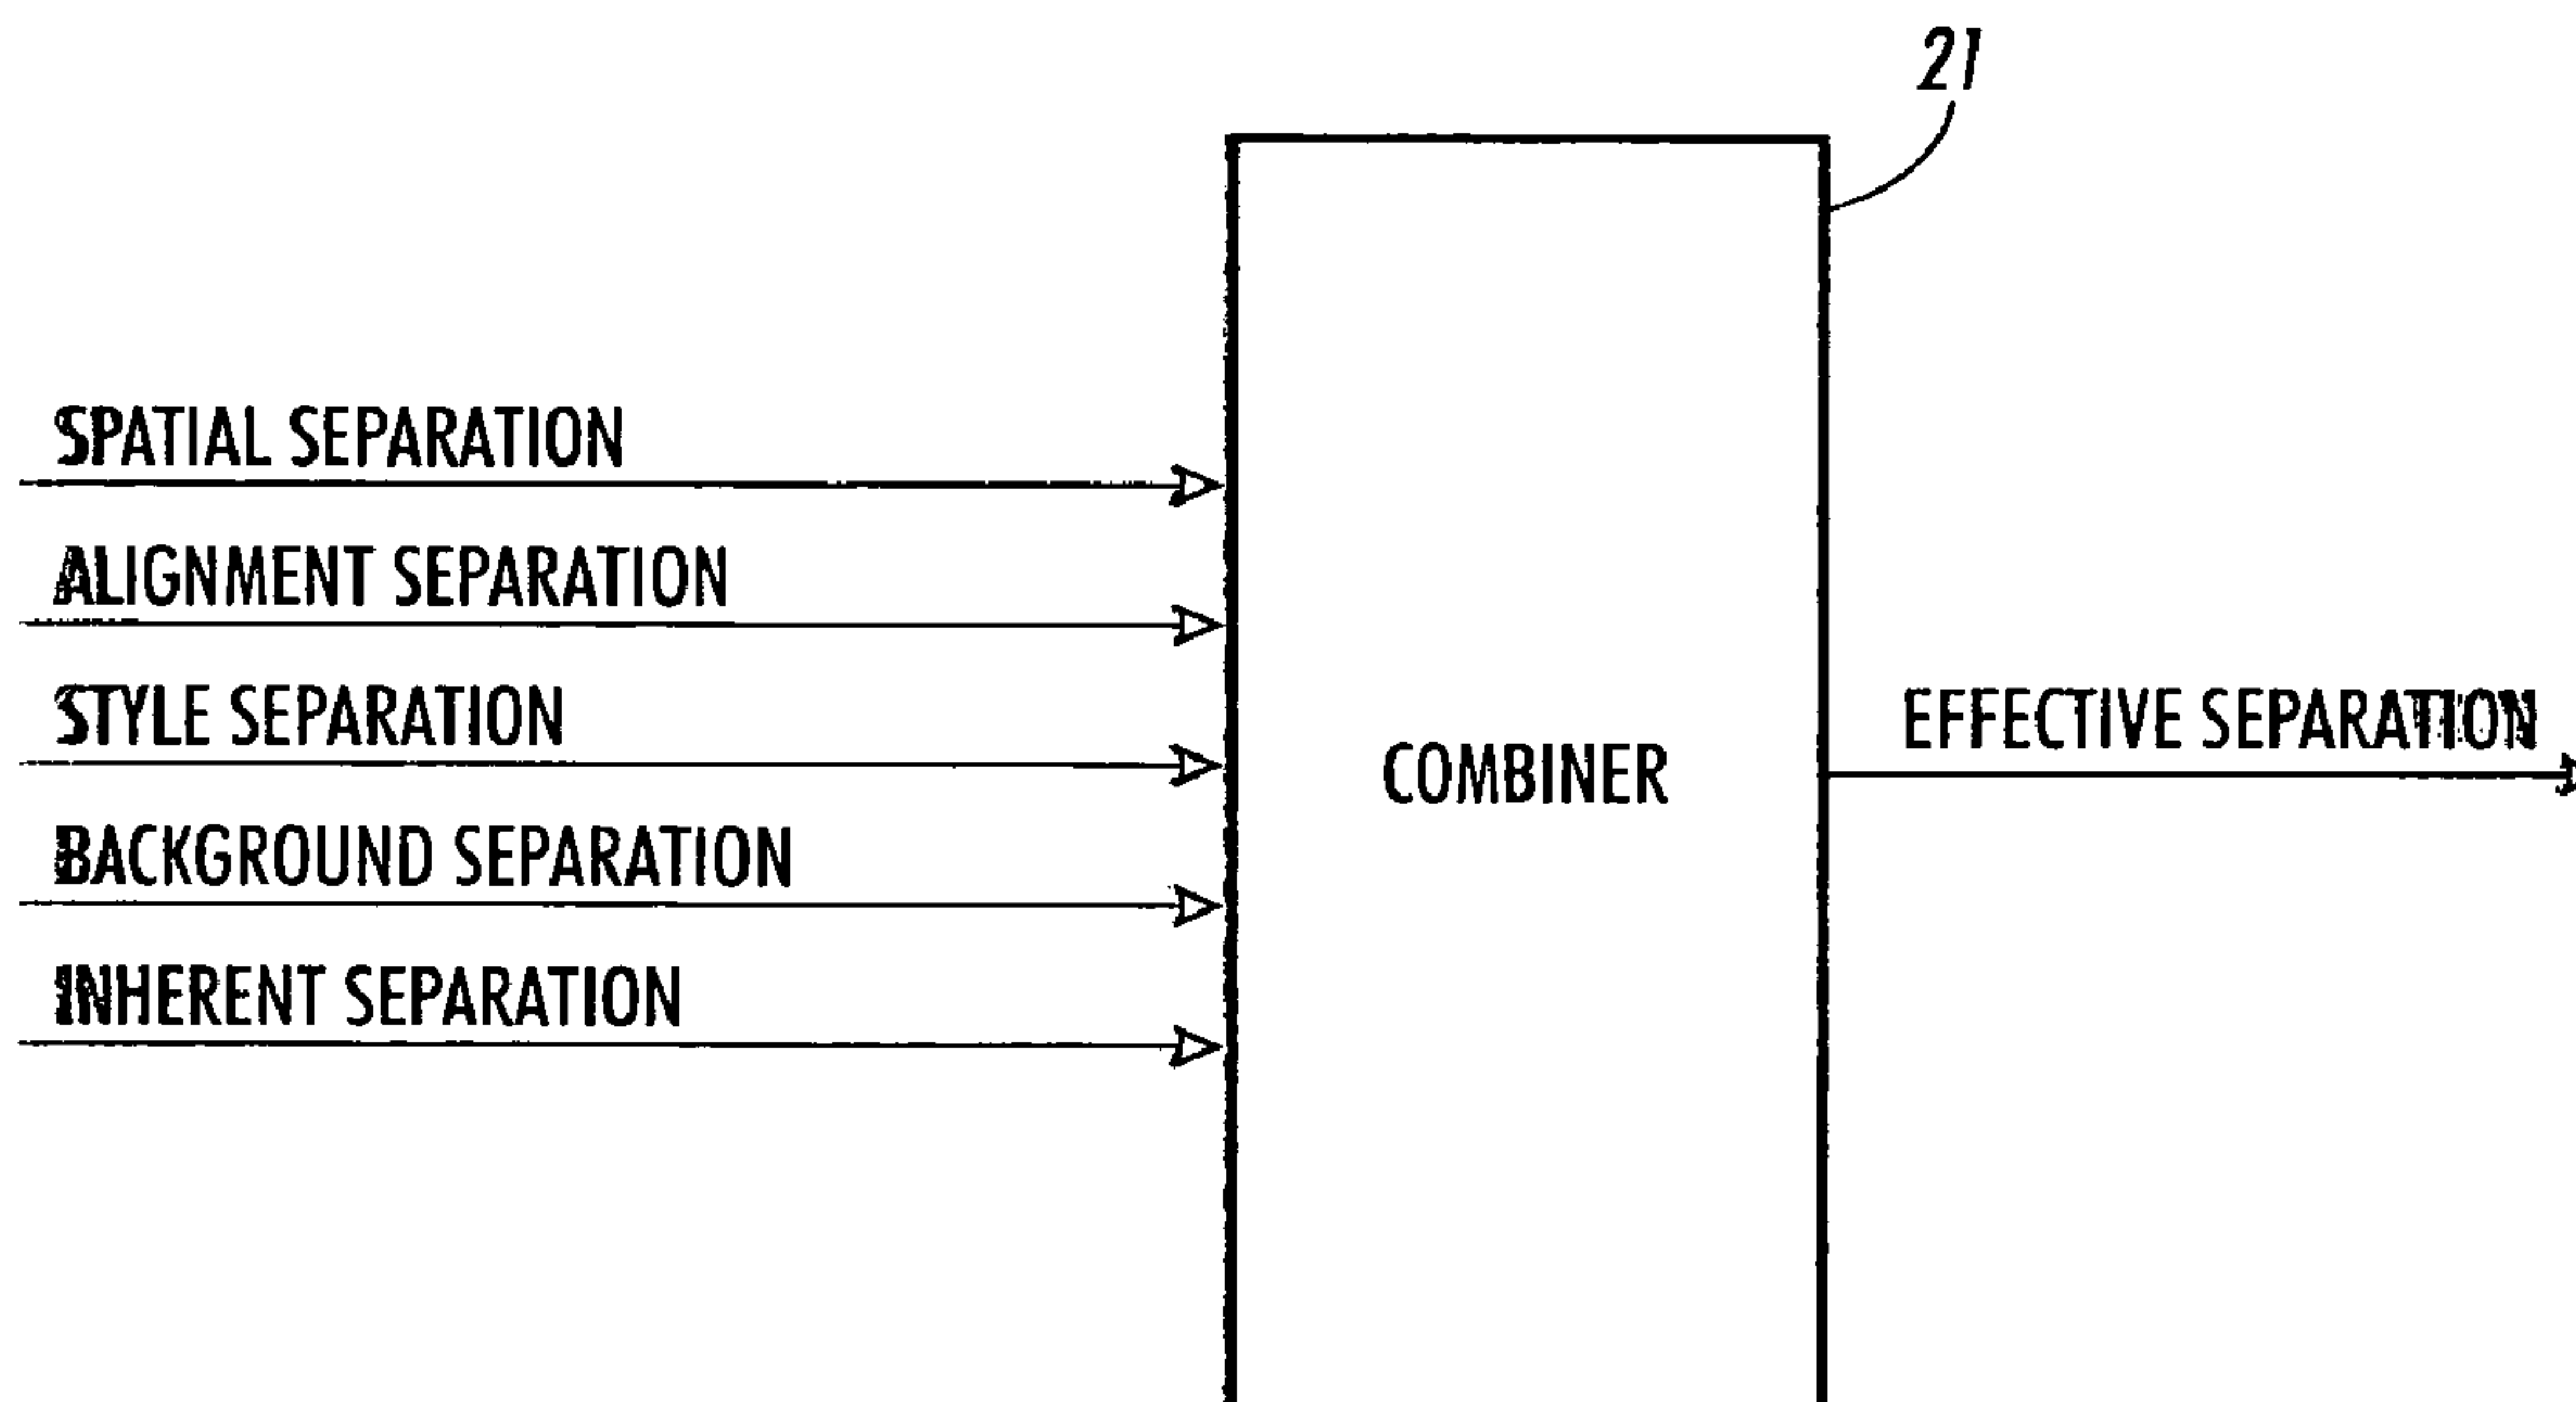 21
SPATIAL SEPARATION
ALIGNMENT SEPARATION
STYLE SEPARATION
BACKGROUND SEPARATION
INHERENT SEPARATION
COMBINER
EFFECTIVE SEPARATION